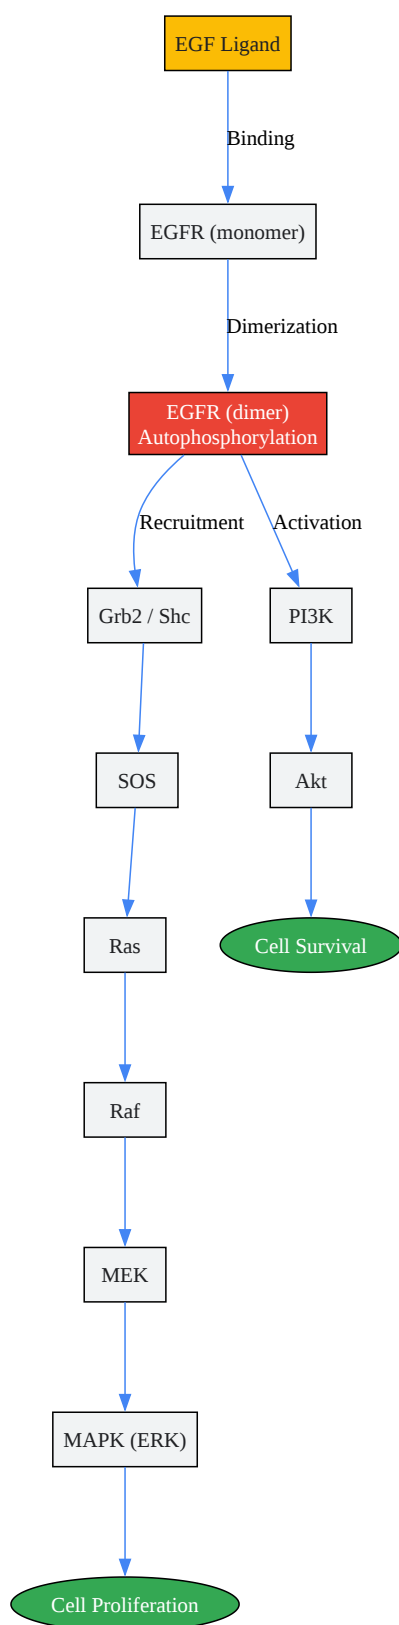 EGF Ligand
Binding
EGFR (monomer)
Dimerization
EGFR (dimer)
Autophosphorylation
Recruitment
Activation
Grb2 / Shc
PI3K
SOS
Akt
Ras
Cell Survival
Raf
MEK
MAPK (ERK)
Cell Proliferation